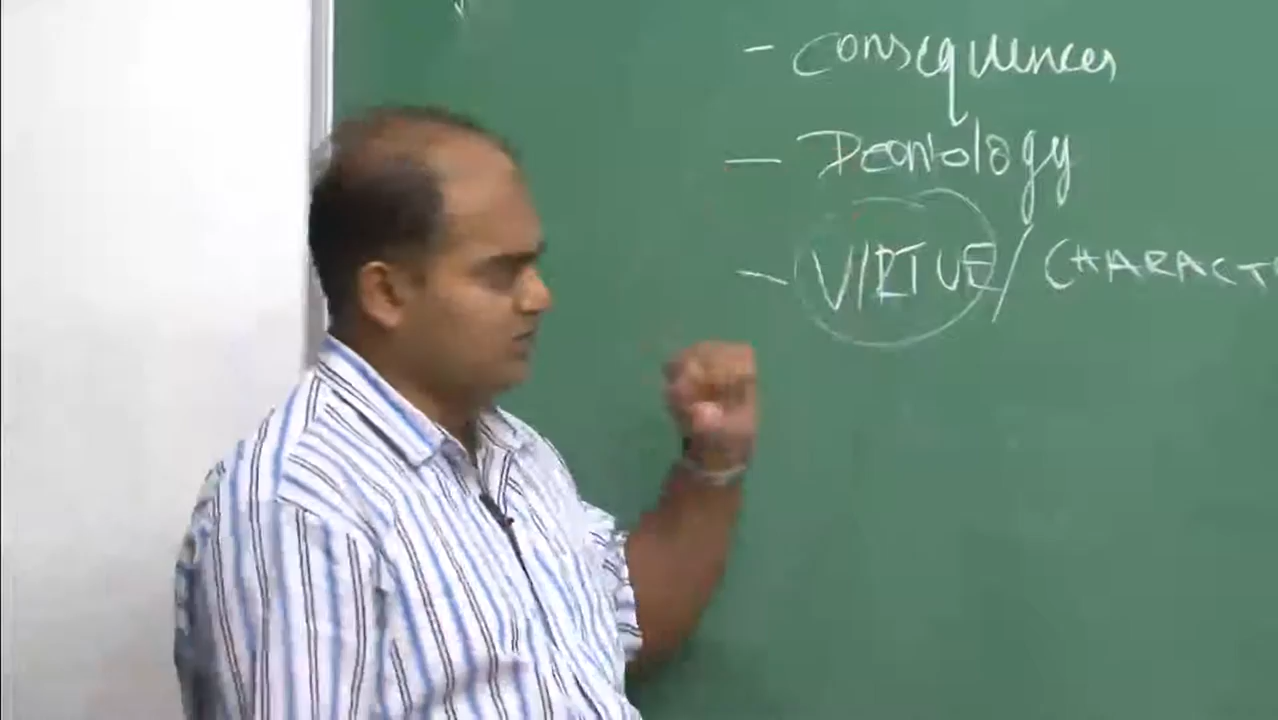 - Consequences
- Deontology
- VIRTUE / CHARACT